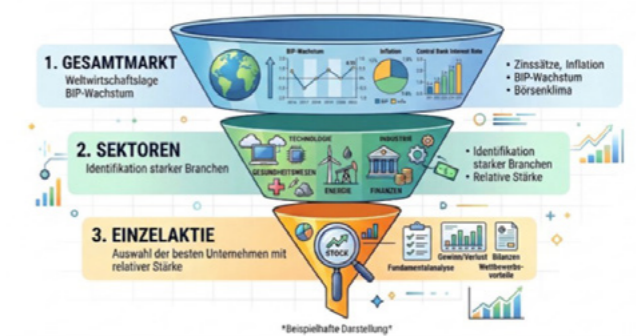 1. GESAMTMARKT
Weltwirtschaftslage
BIP-Wachstum
BIP-Wachstum
Inflation
Central Bank Interest Rate
• Zinssätze, Inflation
• BIP-Wachstum
• Börsenklima
2. SEKTOREN
Identifikation starker Branchen
TECHNOLOGIE
INDUSTRIE
GESUNDHEITSWESEN
ENERGIE
FINANZEN
• Identifikation
starker Branchen
• Relative Stärke
3. EINZELAKTIE
Auswahl der besten Unternehmen mit
relativer Stärke
STOCK
Fundamentalanalyse
Gewinn/Verlust
Bilanzen
Wettbewerbs-
vorteile
*Beispielhafte Darstellung*